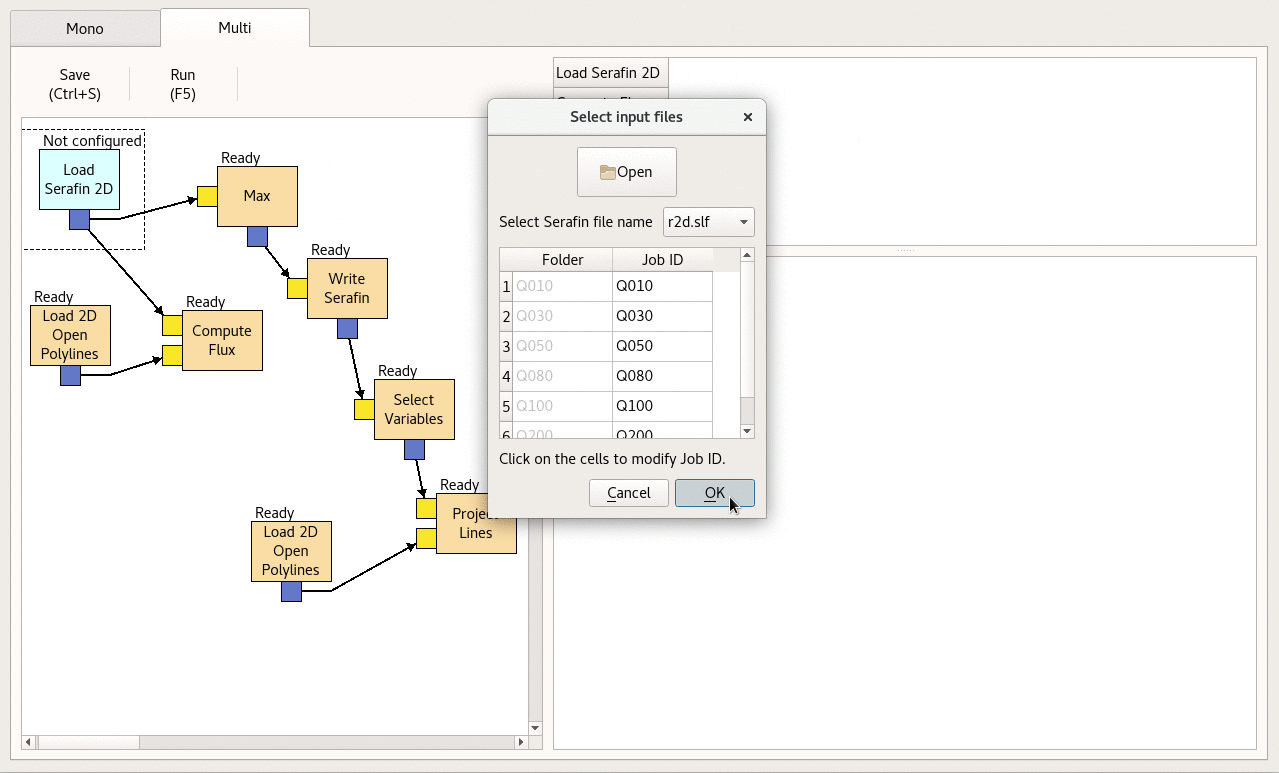 Mono
Multi
Save
(Ctrl+S)
Run
(F5)
Load Serafin 2D
Not configured
Load
Serafin 2D
Ready
Max
Ready
Write
Serafin
Ready
Load 2D
Open
Polylines
Ready
Compute
Flux
Ready
Select
Variables
Ready
Lines
Ready
Load 2D
Open
Polylines
Select input files
Open
Select Serafin file name
r2d.slf
Folder
Job ID
1 Q010 Q010
2 Q030 Q030
3 Q050 Q050
4 Q080 Q080
5 Q100 Q100
6 Q200 Q200
Click on the cells to modify Job ID.
Cancel
OK